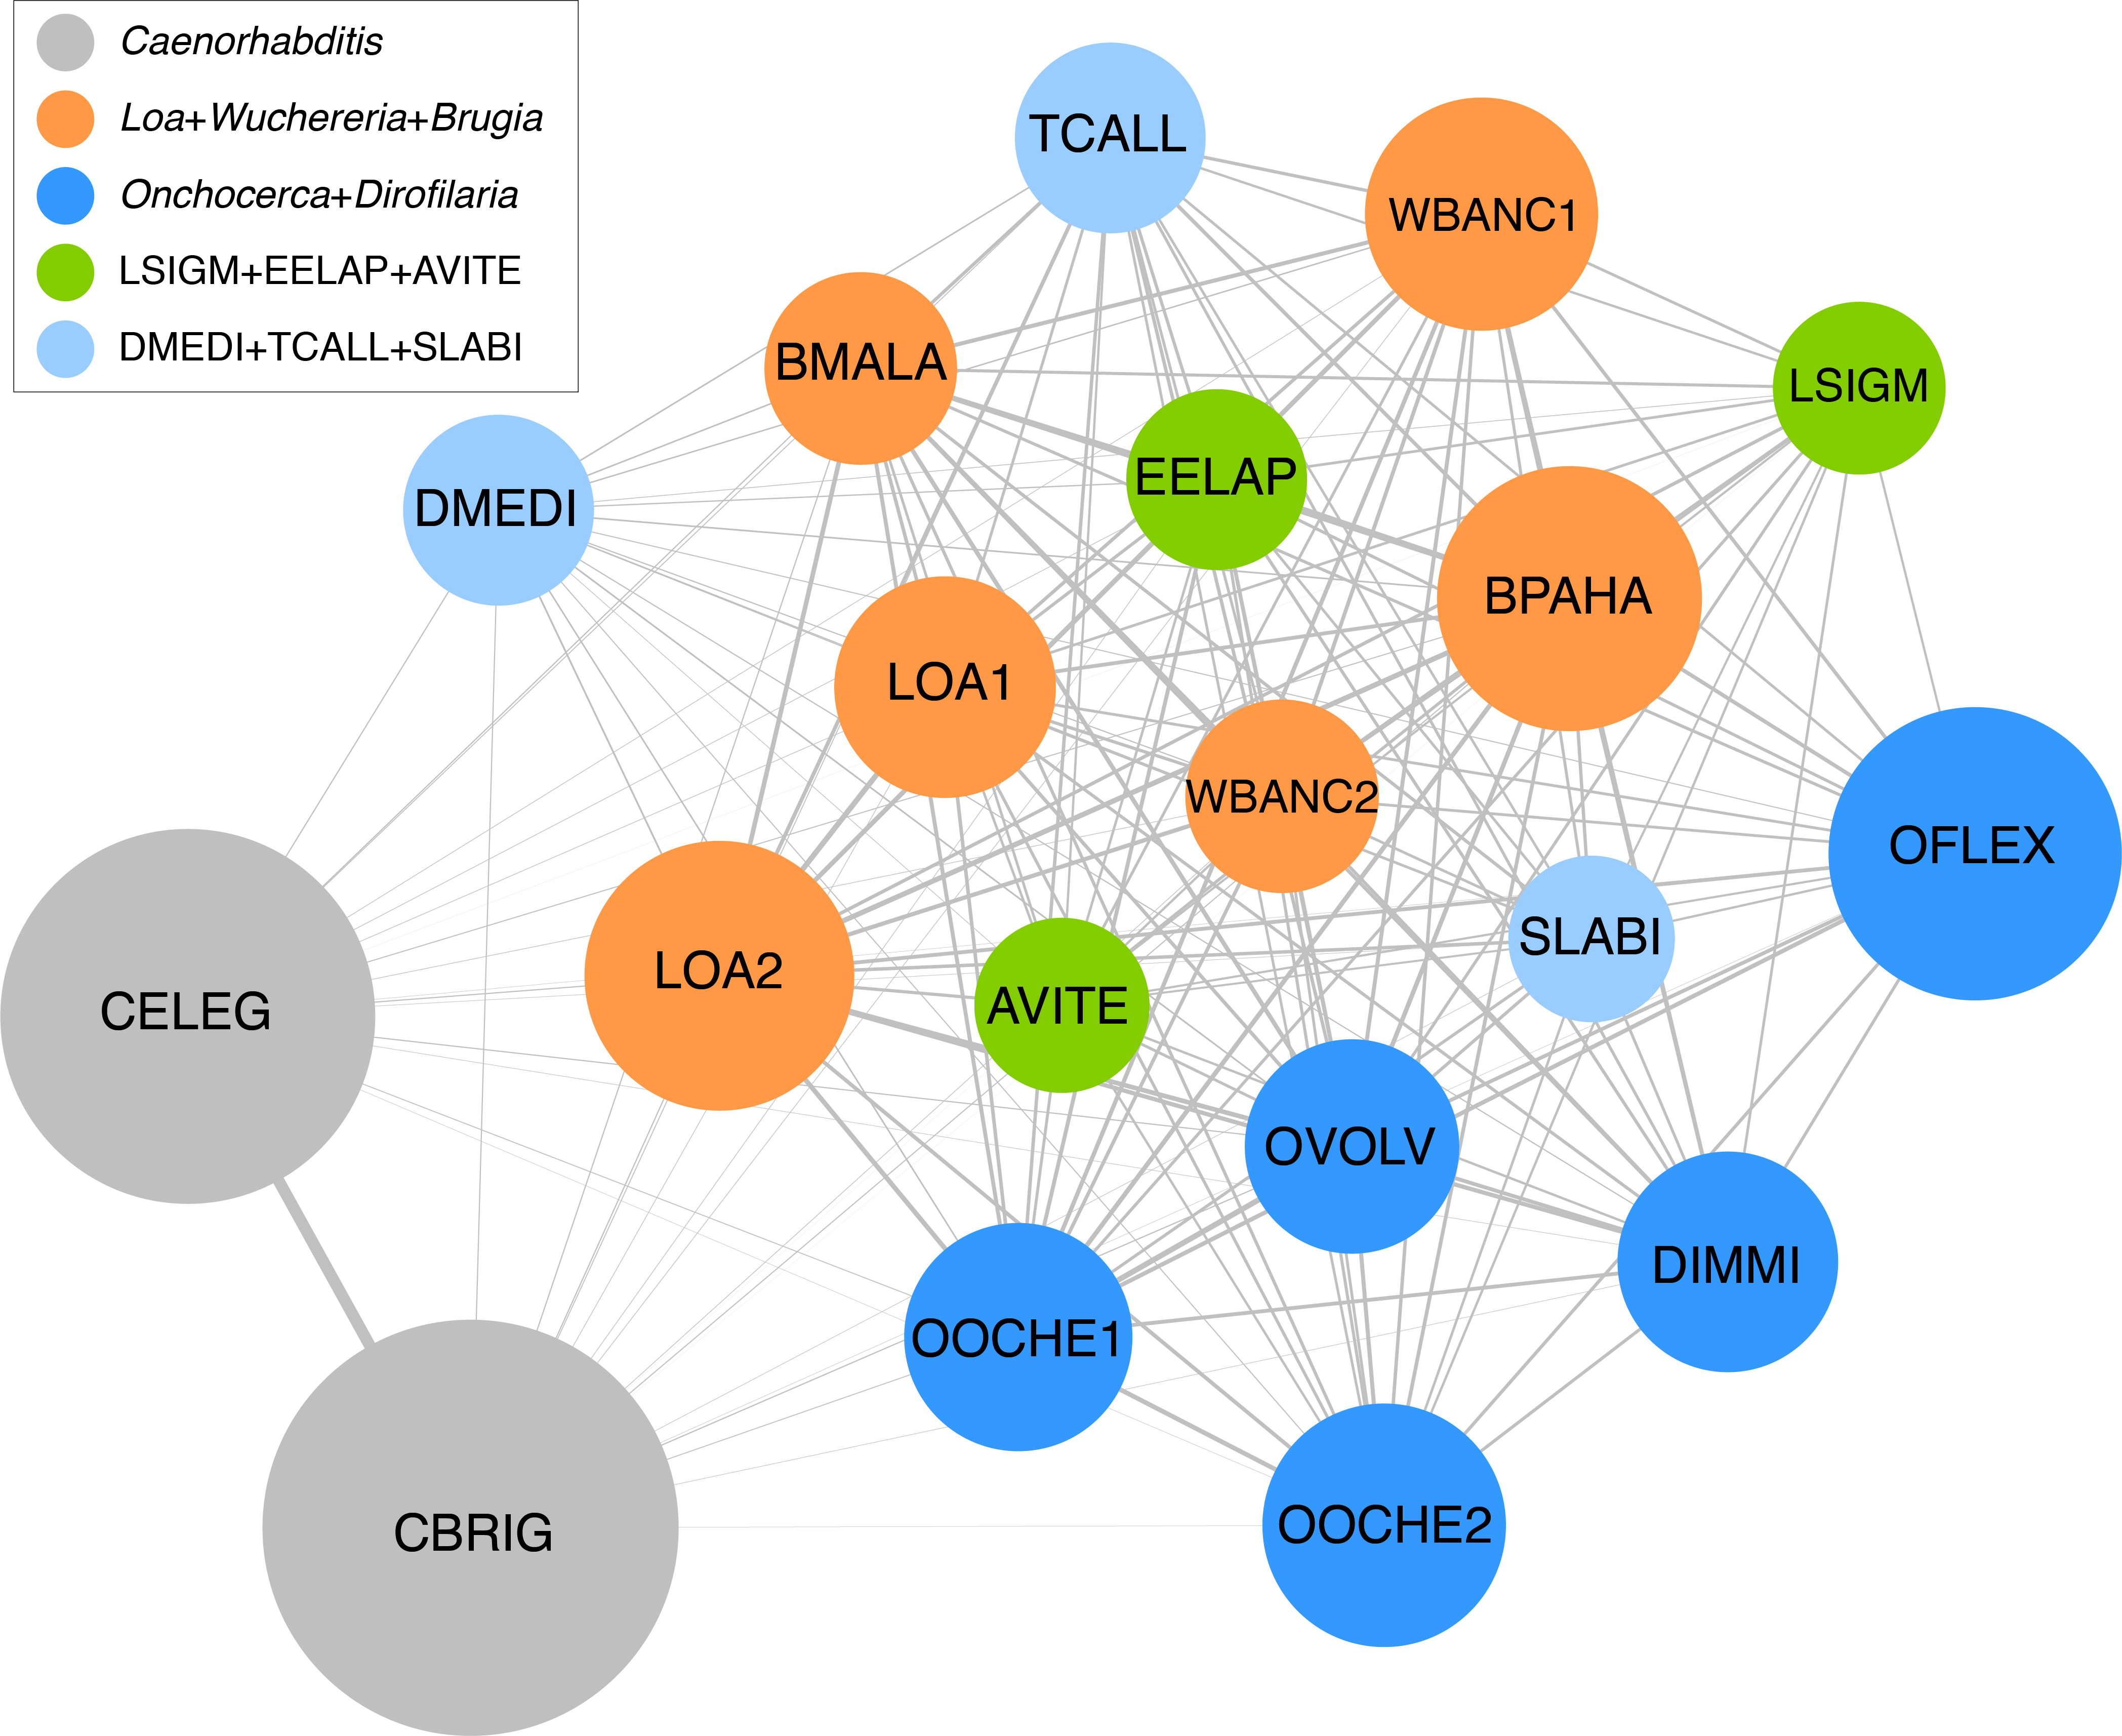 Caenorhabditis
Loa+Wuchereria+Brugia
Onchocerca+Dirofilaria
LSIGM+EELAP+AVITE
DMEDI+TCALL+SLABI
TCALL
WBANC1
BMALA
LSIGM
EELAP
DMEDI
BPAHA
LOA1
WBANC2
OFLEX
SLABI
LOA2
AVITE
CELEG
OVOLV
DIMMI
OOCHE1
OOCHE2
CBRIG